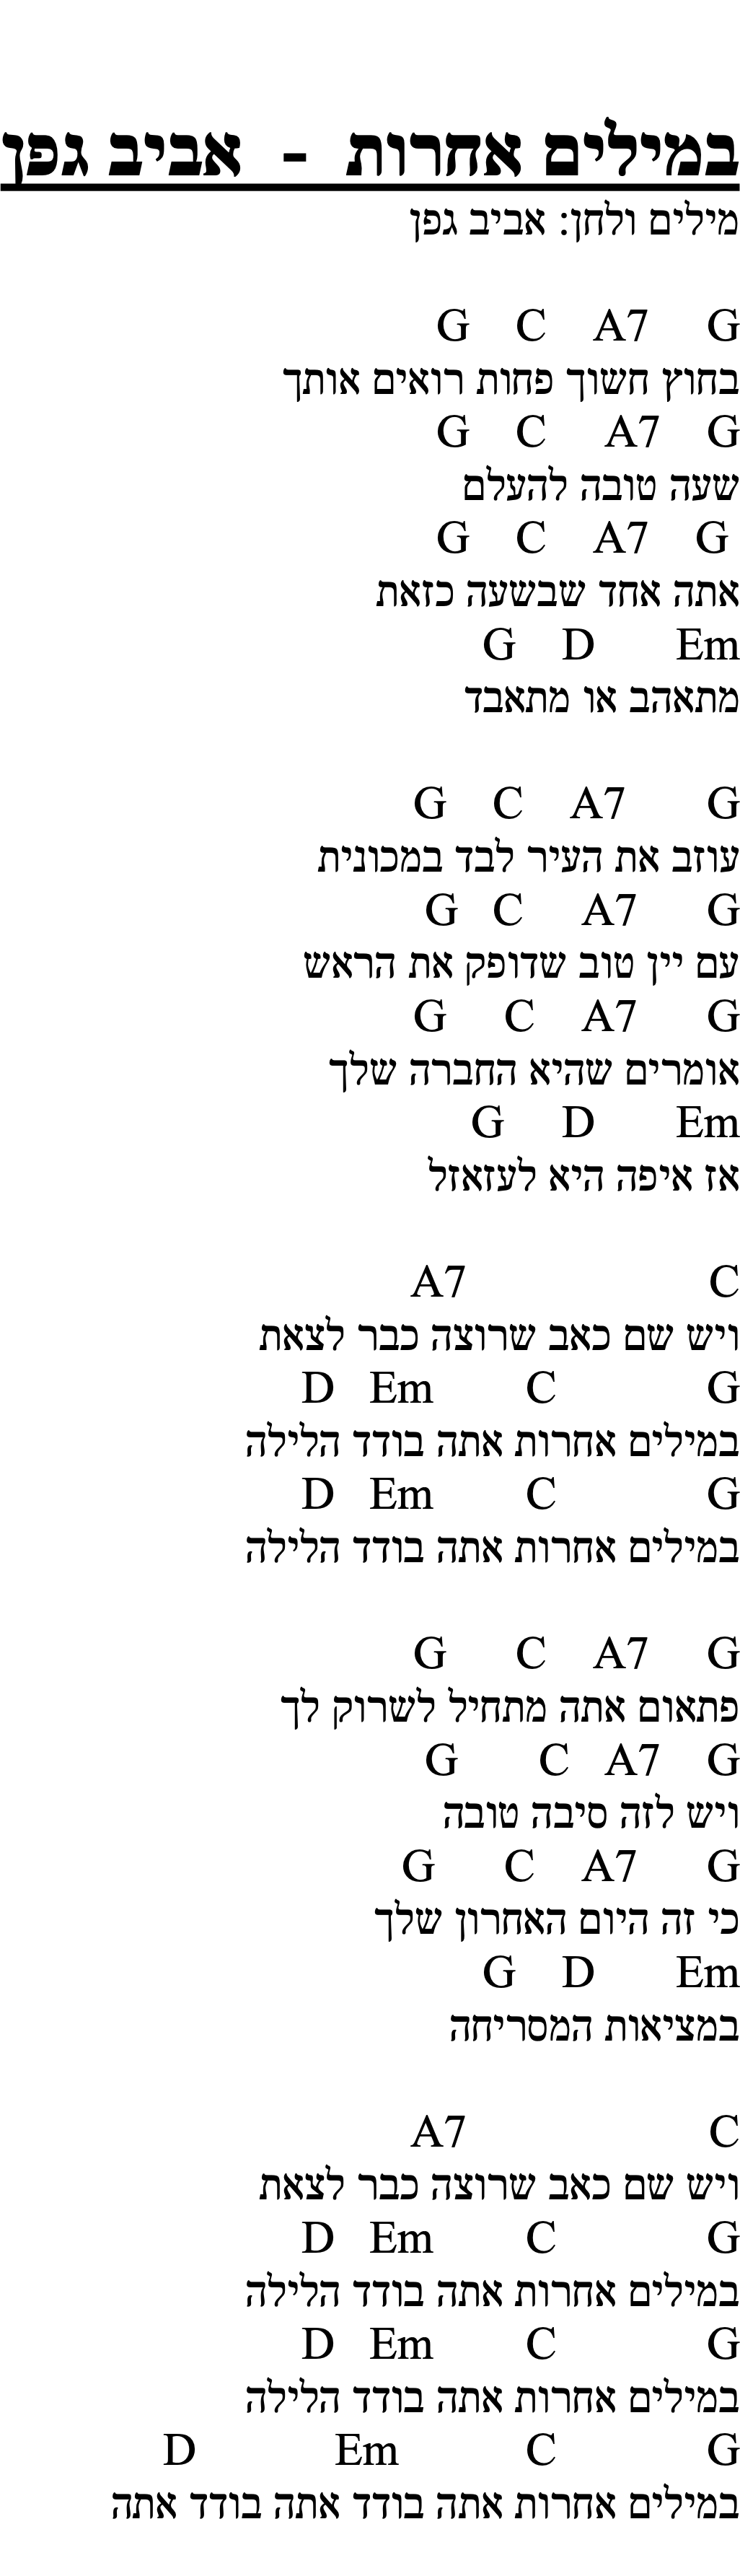 במילים אחרות - אביב גפן
מילים ולחן: אביב גפן
G C A7 G
בחוץ חשוך פחות רואים אותך
G C A7 G
שעה טובה להעלם
G C A7 G
אתה אחד שבשעה כזאת
G D Em
מתאהב או מתאבד
G C A7 G
עוזב את העיר לבד במכונית
G C A7 G
עם יין טוב שדופק את הראש
G C A7 G
אומרים שהיא החברה שלך
G D Em
אז איפה היא לעזאזל
A7 C
ויש שם כאב שרוצה כבר לצאת
D Em C G
במילים אחרות אתה בודד הלילה
D Em C G
במילים אחרות אתה בודד הלילה
G C A7 G
פתאום אתה מתחיל לשרוק לך
G C A7 G
ויש לזה סיבה טובה
G C A7 G
כי זה היום האחרון שלך
G D Em
במציאות המסריחה
A7 C
ויש שם כאב שרוצה כבר לצאת
D Em C G
במילים אחרות אתה בודד הלילה
D Em C G
במילים אחרות אתה בודד הלילה
D Em C G
במילים אחרות אתה בודד אתה בודד אתה